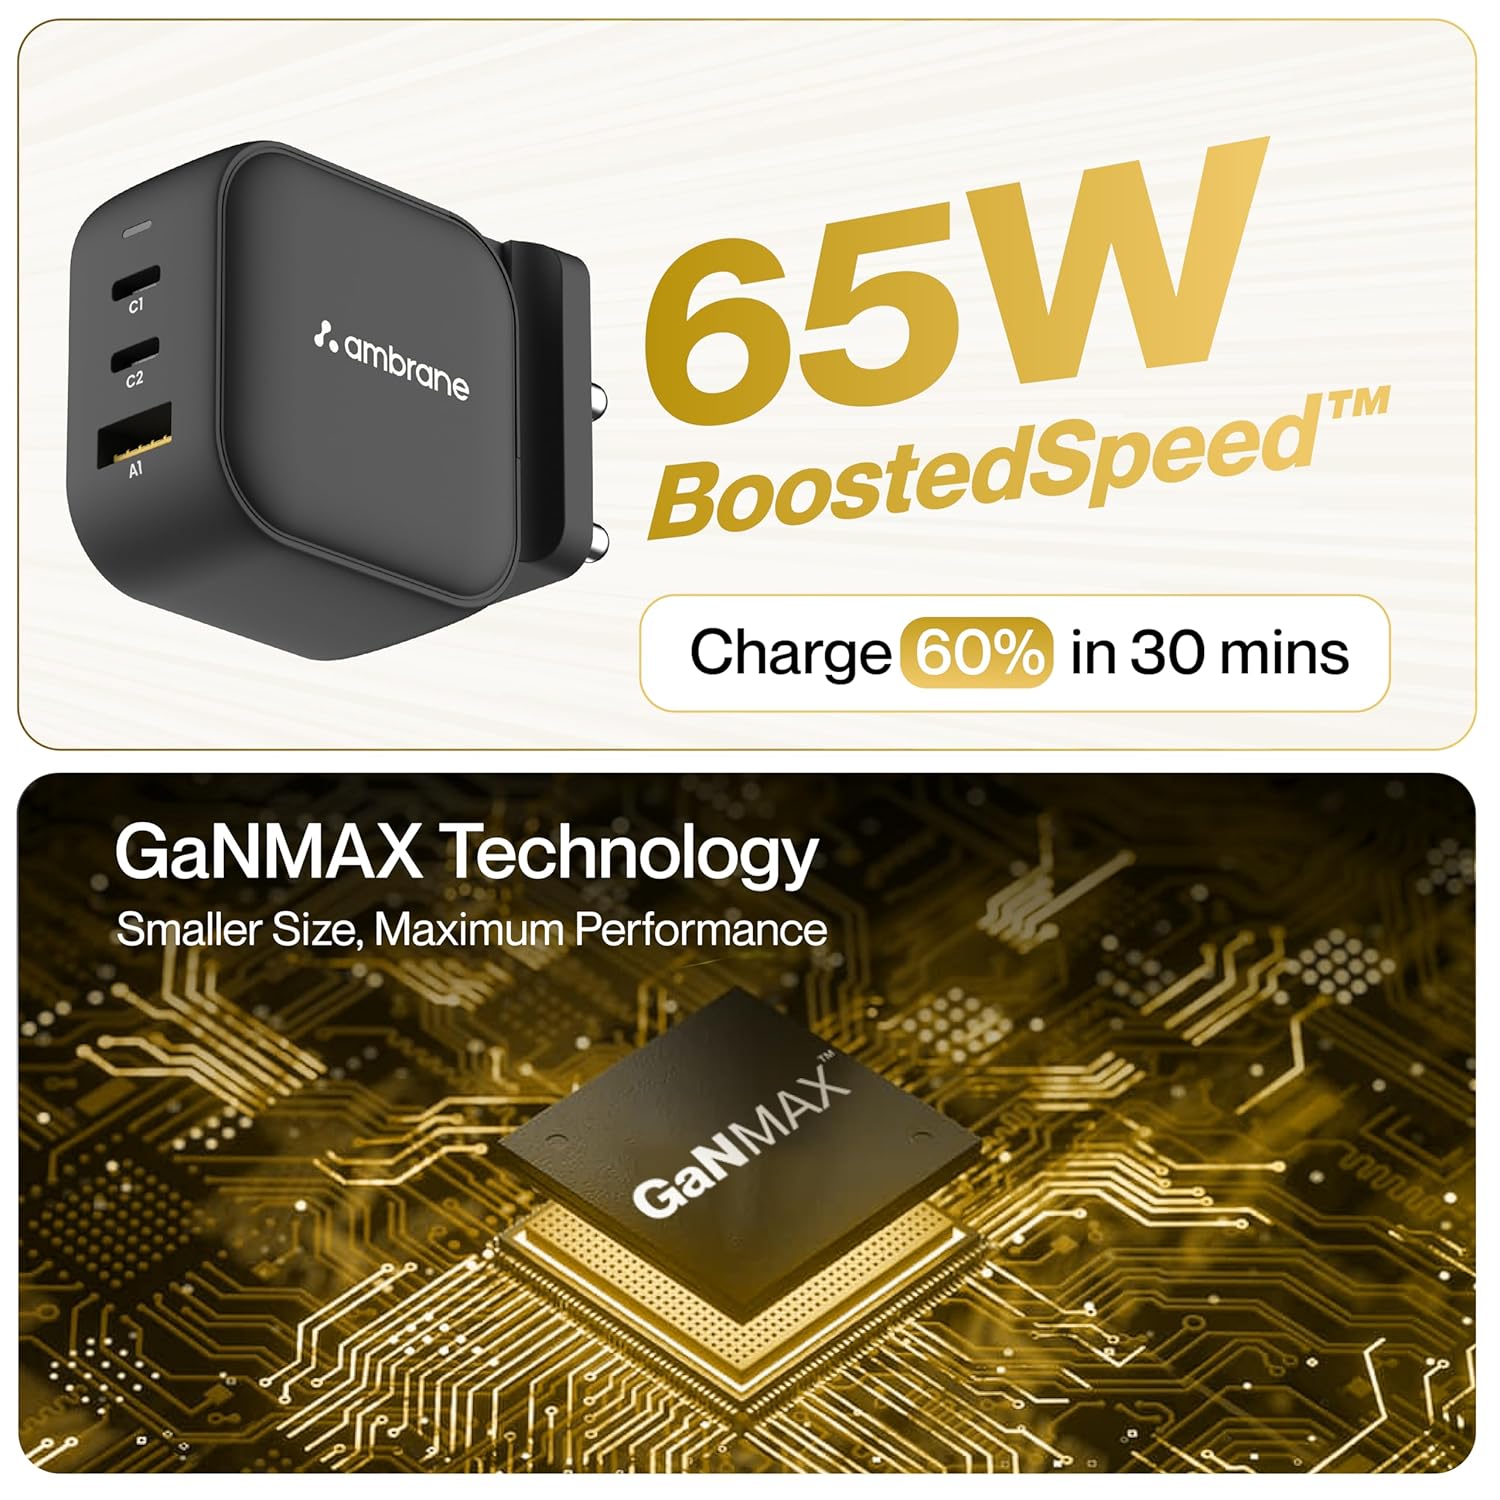 C1
C2
A1
ambrane
65W
BoostedSpeed™
Charge 60% in 30 mins
GaNMAX Technology
Smaller Size, Maximum Performance
GaNMAX™